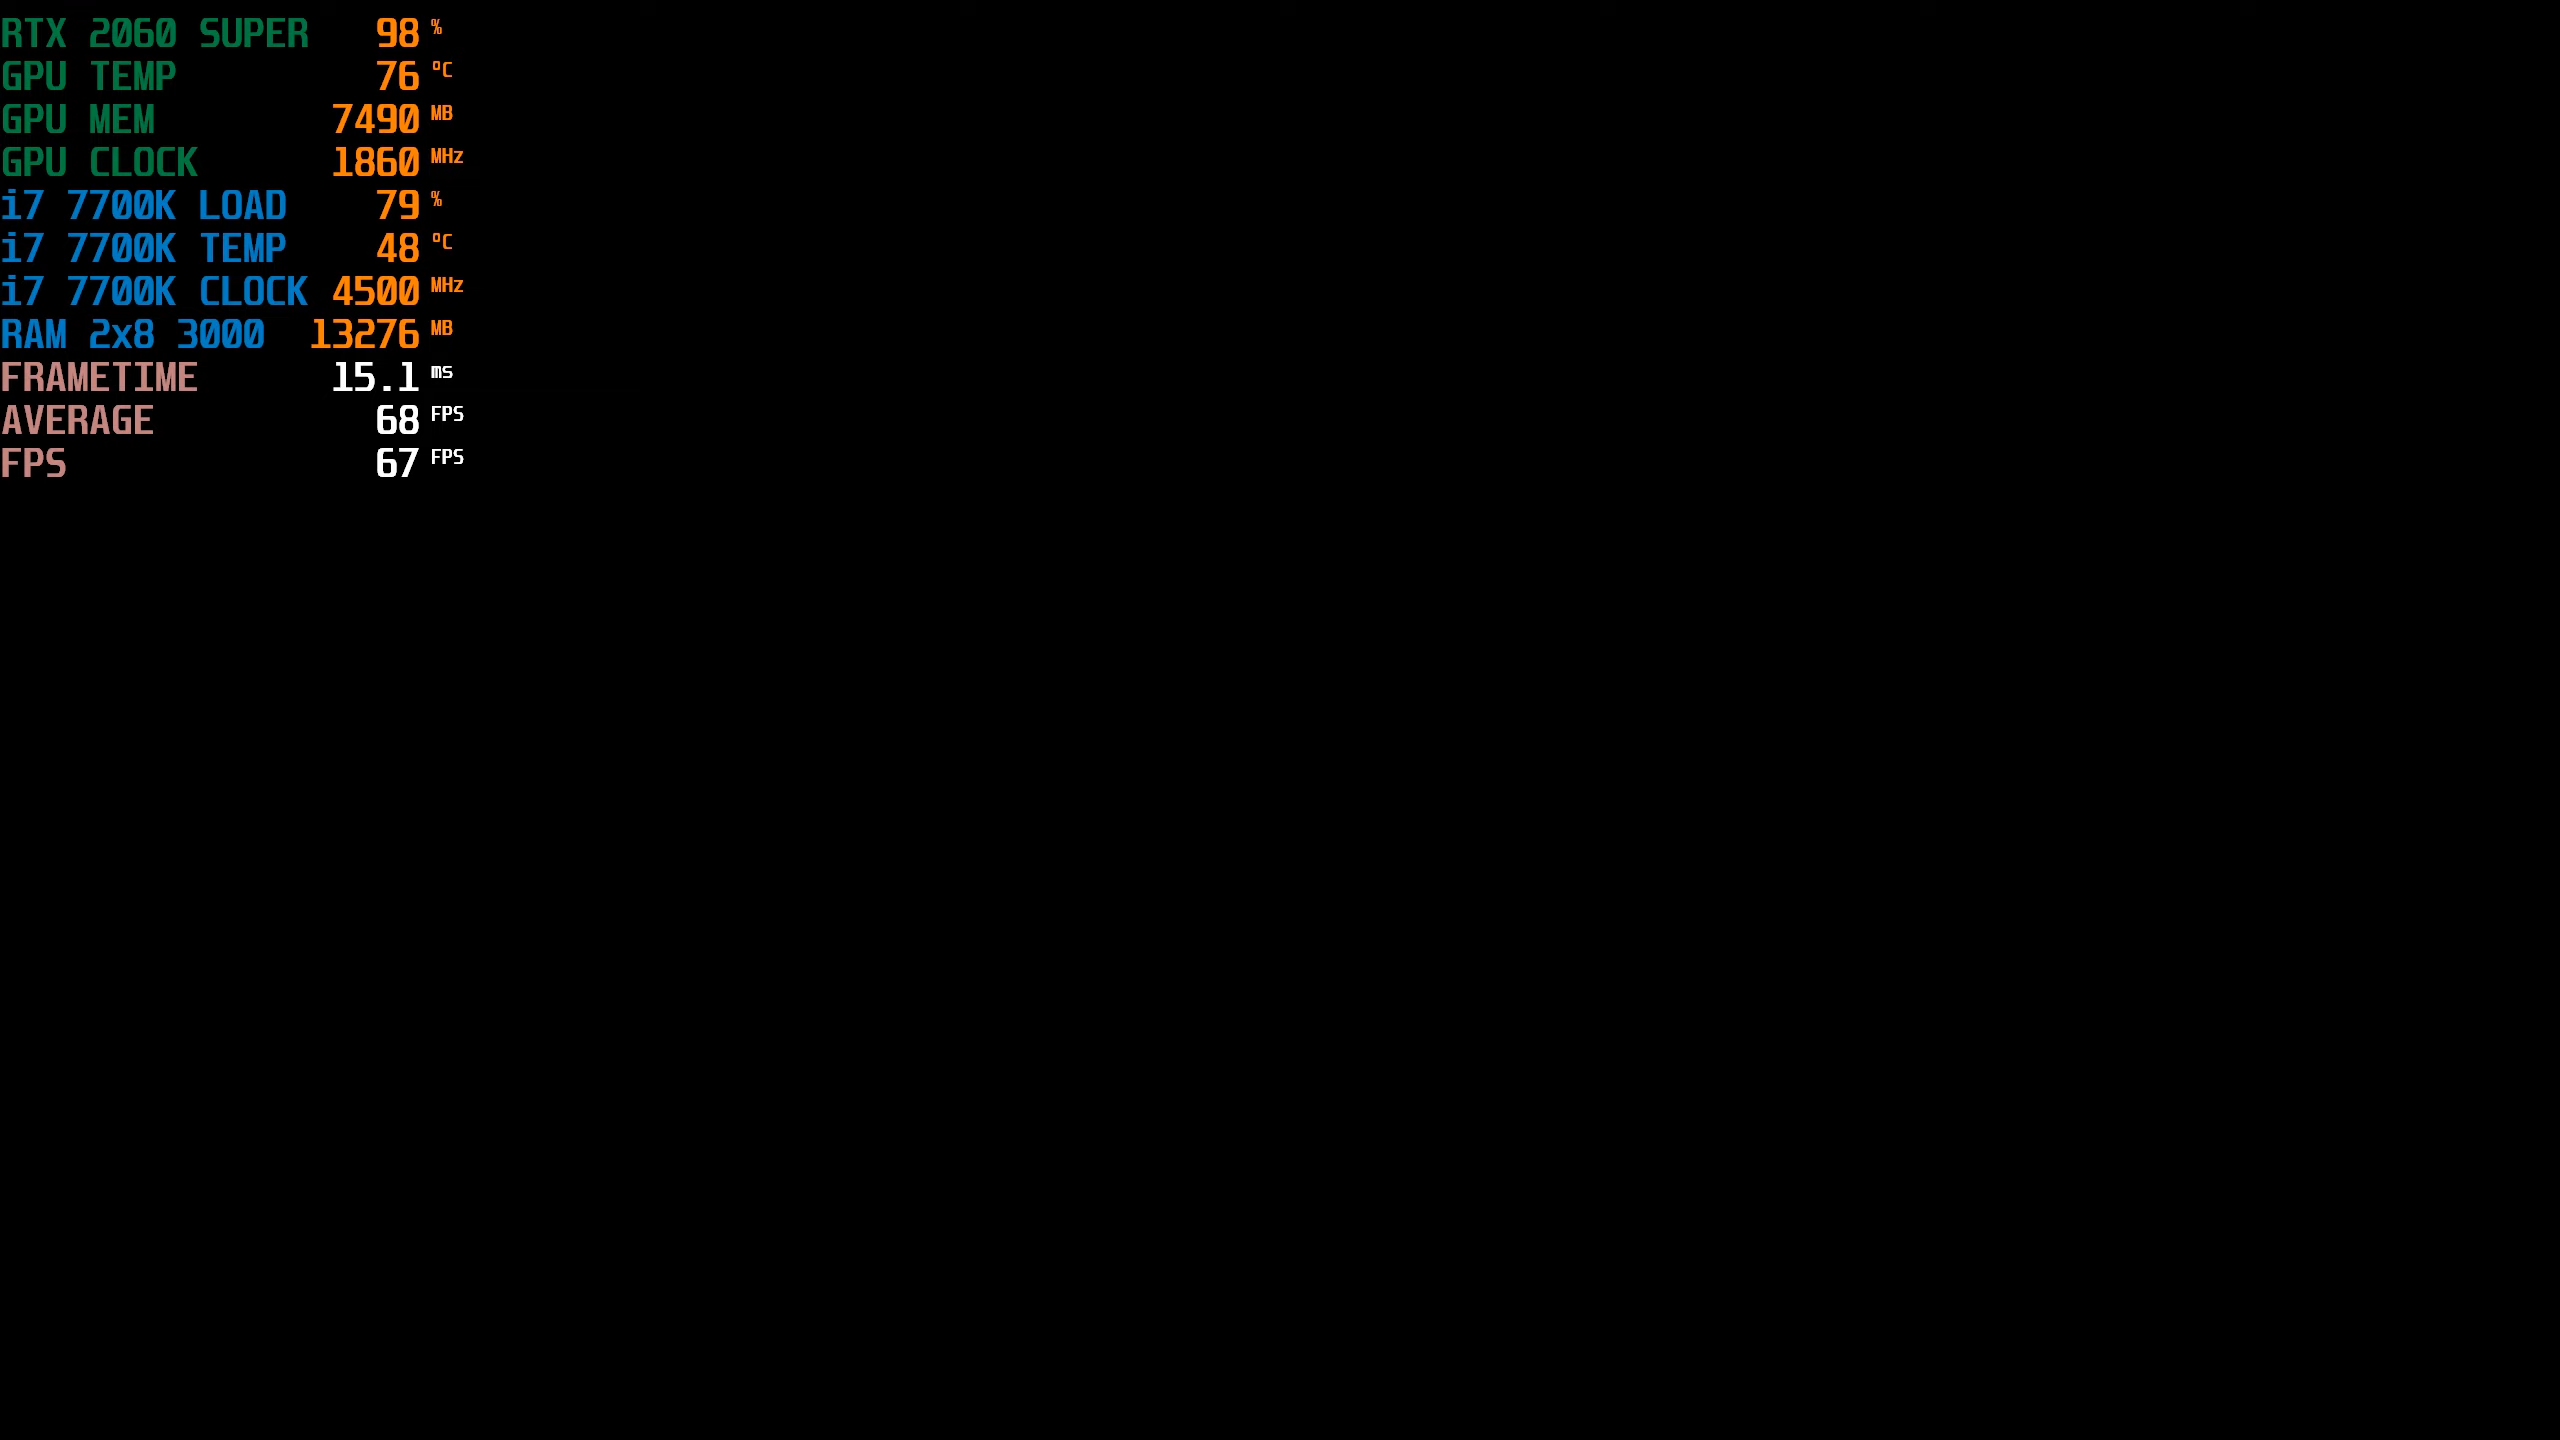 RTX 2060 SUPER 98 %
GPU TEMP 76 °C
GPU MEM 7490 MB
GPU CLOCK 1860 MHz
i7 7700K LOAD 79 %
i7 7700K TEMP 48 °C
i7 7700K CLOCK 4500 MHz
RAM 2x8 3000 13276 MB
FRAMETIME 15.1 ms
AVERAGE 68 FPS
FPS 67 FPS